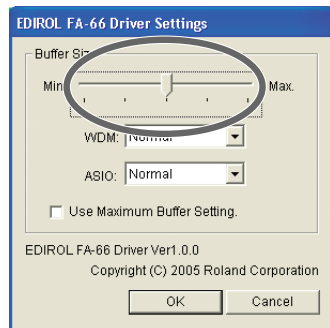 EDIROL FA-66 Driver Settings
Buffer Siz
Min. Max.
WDM: Normal
ASIO: Normal
Use Maximum Buffer Setting.
EDIROL FA-66 Driver Ver1.0.0
Copyright (C) 2005 Roland Corporation
OK Cancel